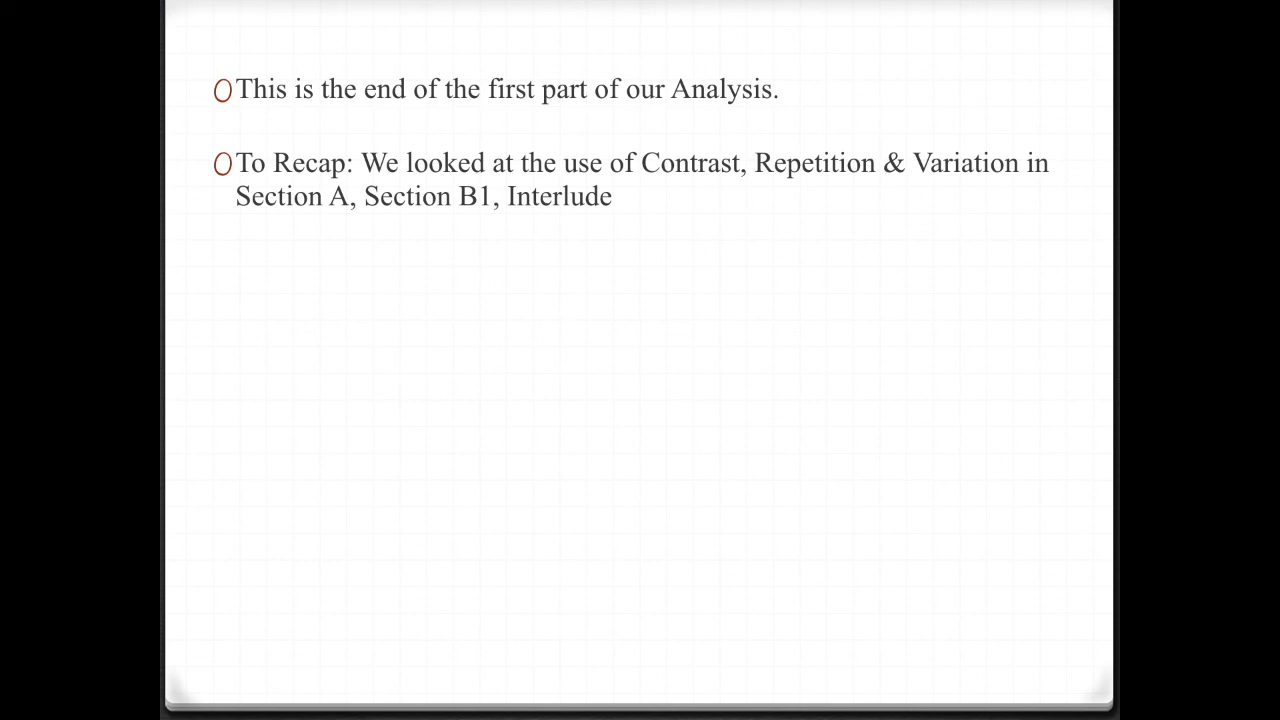 This is the end of the first part of our Analysis.
To Recap: We looked at the use of Contrast, Repetition & Variation in
Section A, Section B1, Interlude